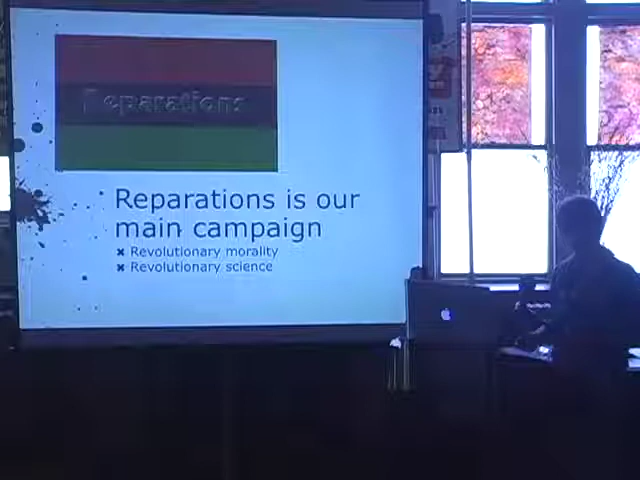 Reparations
Reparations is our
main campaign
Revolutionary morality
Revolutionary science